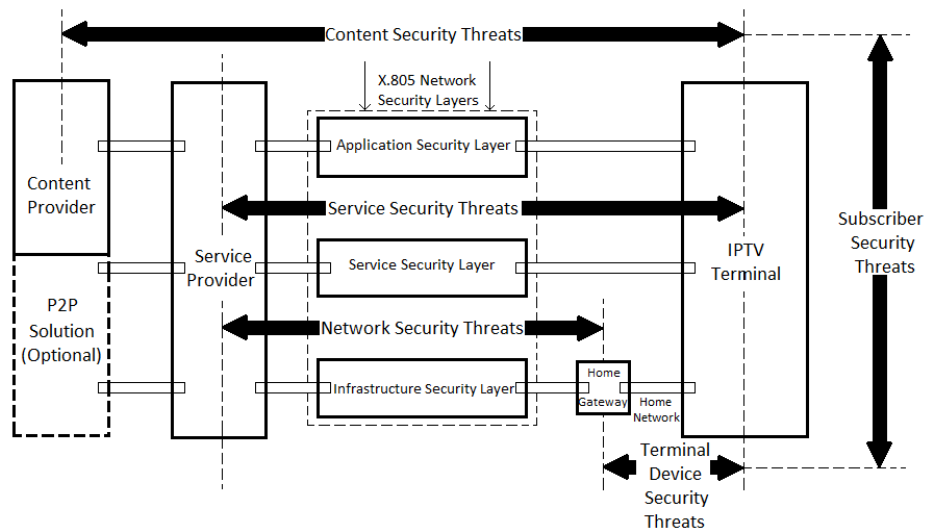 Content Security Threats
X.805 Network
Security Layers
Application Security Layer
Content
Provider
Service Security Threats
Subscriber
Security
Threats
Service
Provider
Service Security Layer
IPTV
Terminal
P2P
Solution
(Optional)
Network Security Threats
Infrastructure Security Layer
Home
Gateway
Home
Network
Terminal
Device
Security
Threats